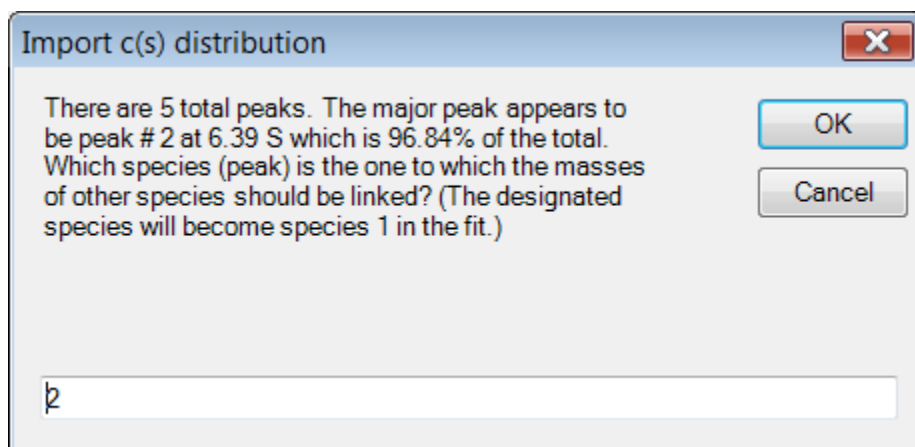 Import c(s) distribution
There are 5 total peaks. The major peak appears to
be peak # 2 at 6.39 S which is 96.84% of the total.
Which species (peak) is the one to which the masses
of other species should be linked? (The designated
species will become species 1 in the fit.)
OK
Cancel
2